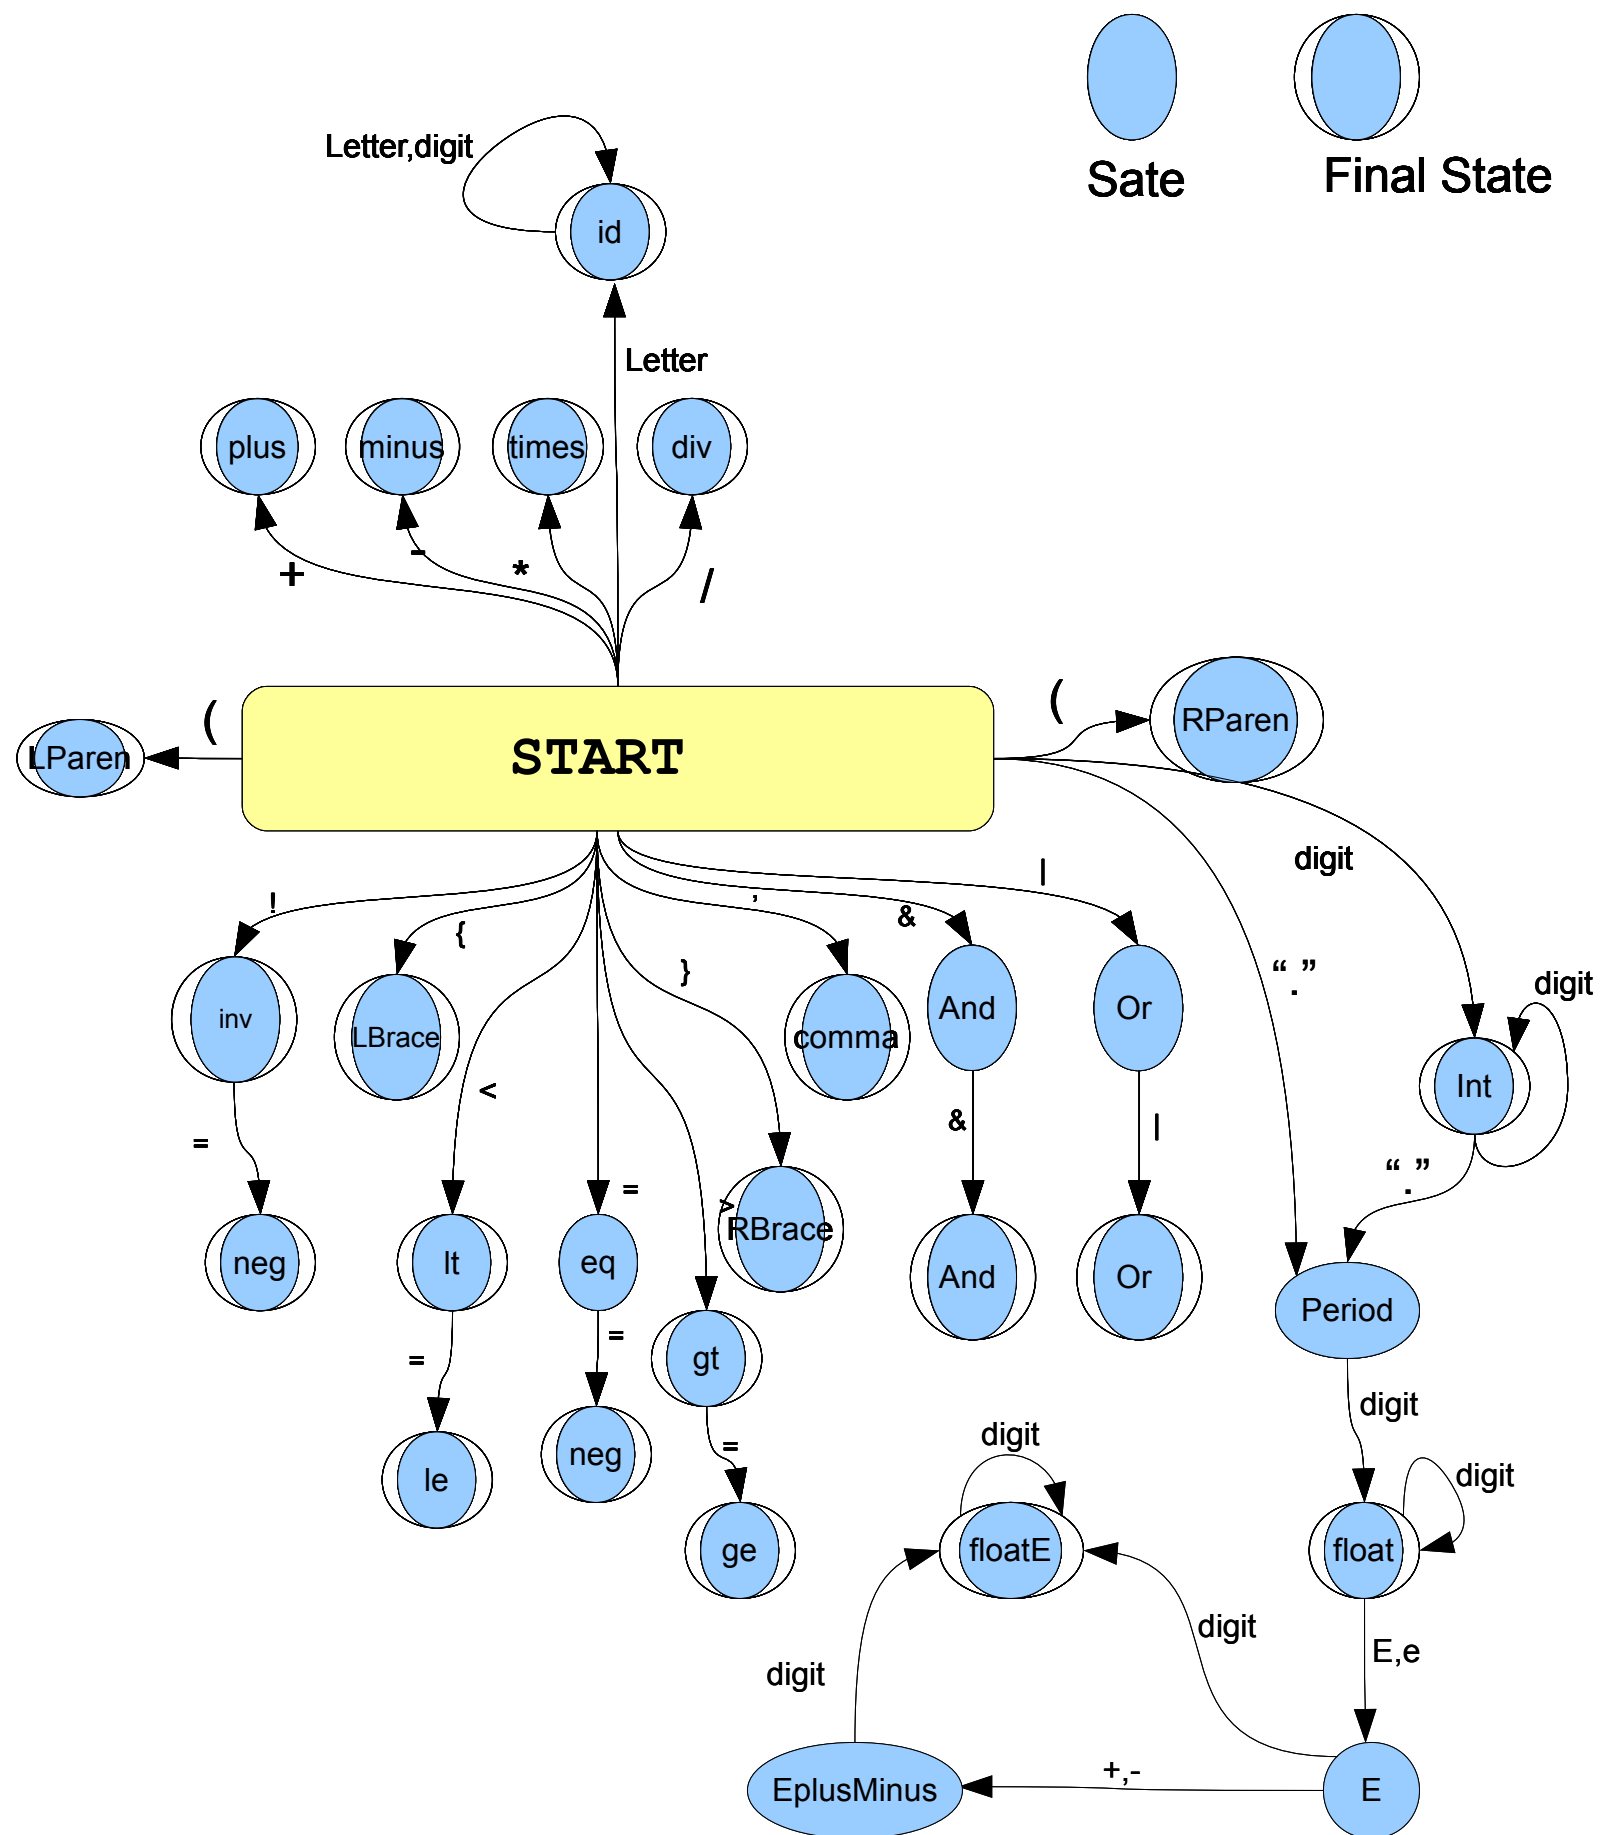 Letter,digit
Sate
Final State
id
Letter
plus
minus
times
div
+
-
*
/
(
LParen
START
(
RParen
digit
!
{
<
=
>
}
,
&
|
“.”
digit
inv
LBrace
comma
And
Or
Int
=
&
|
“.”
neg
lt
eq
RBrace
And
Or
Period
=
=
gt
digit
le
neg
=
ge
digit
floatE
float
digit
digit
digit
E,e
EplusMinus
+,-
E